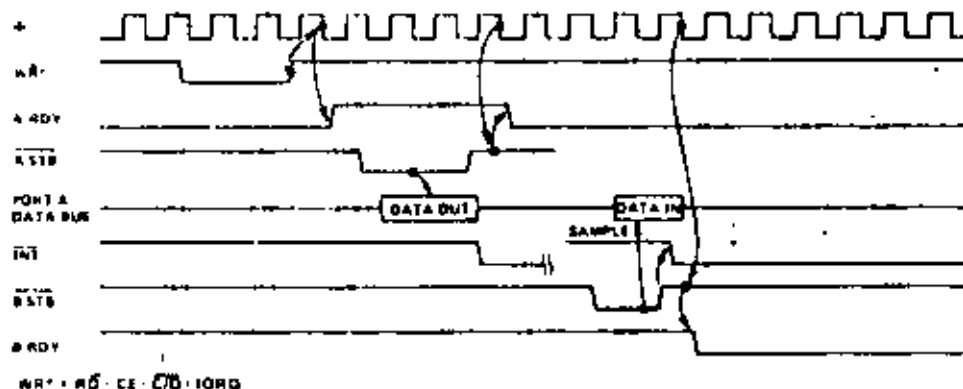 Φ
WR*
A RDY
A STB
PORT A
DATA BUS
DATA OUT
DATA IN
INT
SAMPLE
B STB
B RDY
WR* = RD · CE · C/D · IORQ